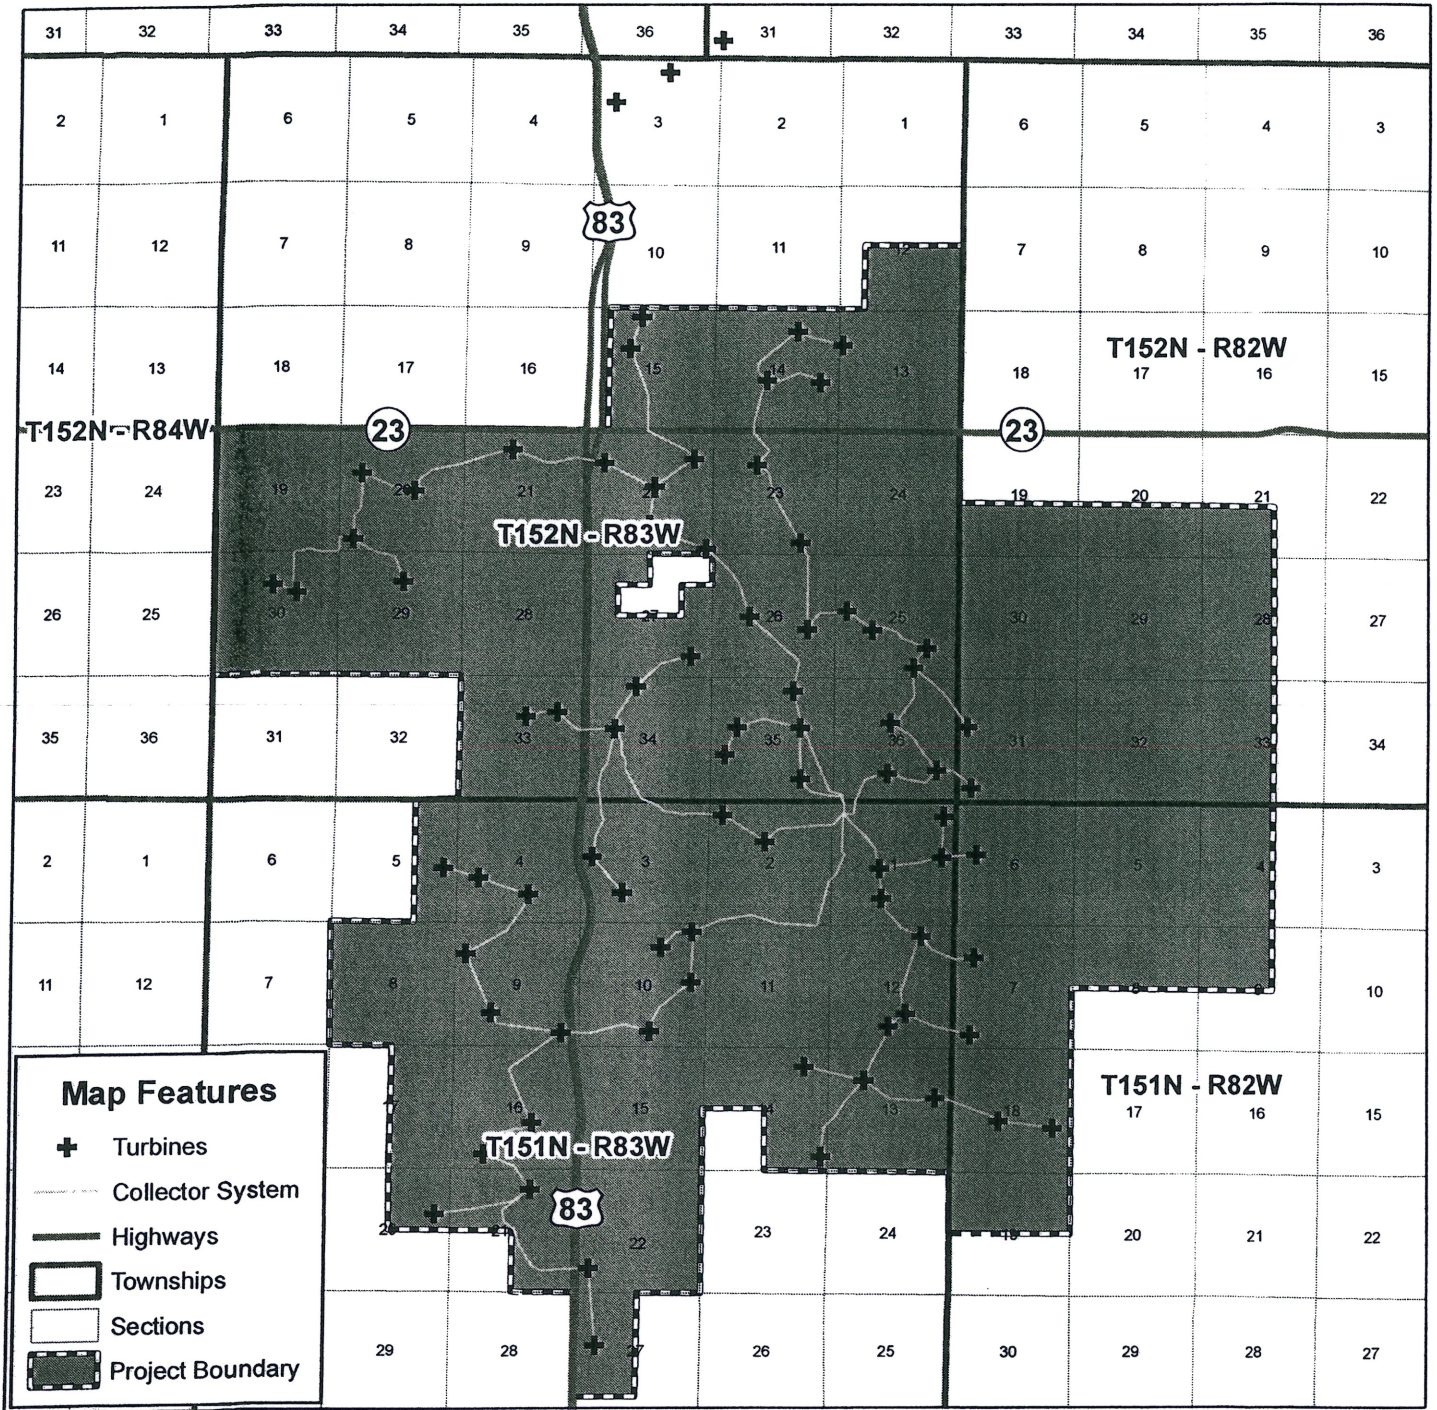 31 32 33 34 35 36 31 32 33 34 35 36
2 1 6 5 4 3 2 1 6 5 4 3
83
11 12 7 8 9 10 11 12 7 8 9 10
T152N - R82W
14 13 18 17 16 15 14 13 18 17 16 15
T152N - R84W 23 23
23 24 19 20 21 23 24 19 20 21 22
T152N - R83W
26 25 30 29 28 27 26 25 30 29 28 27
35 36 31 32 33 34 35 36 31 32 33 34
2 1 6 5 4 3 2 1 6 5 4 3
11 12 7 8 9 10 11 12 7 8 9 10
T151N - R82W
16 15 13 18 17 16 15
T151N - R83W
83
21 22 23 24 19 20 21 22
29 28 27 26 25 30 29 28 27
Map Features
Turbines
Collector System
Highways
Townships
Sections
Project Boundary